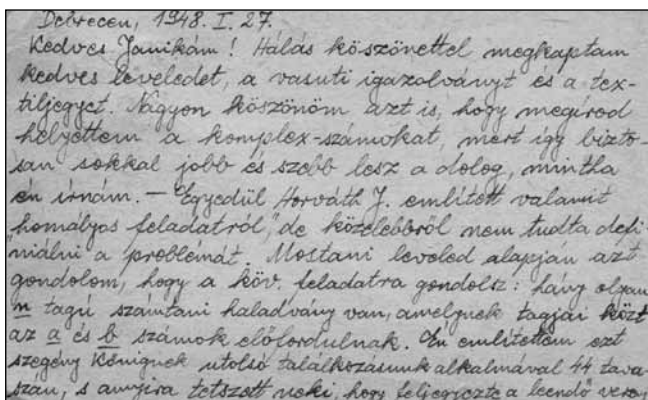 Debrecen, 1948. I. 27.
Kedves Janikám! Hálás köszönettel megkaptam
kedves leveledet, a vasuti igazolványt és a tex-
tiljegyet. Nagyon köszönöm azt is, hogy megírod
helyettem a komplex-számokat, mert így bizto-
san sokkal jobb és szebb lesz a dolog, mintha
én írnám. — Egyedül Horváth J. említett valamit
"homályos feladatról," de közelebbről nem tudta defi-
niálni a problémát. Mostani leveled alapján azt
gondolom, hogy a köv. feladatra gondolsz: hány olyan
n tagú számtani haladvány van, amelynek tagjai közt
az a és b számok előfordulnak. Én említettem ezt
szegény Kőnignek utolsó találkozásunk alkalmával 44 tava-
szán, s annyira tetszett neki, hogy feljegyezte a leendő verseny